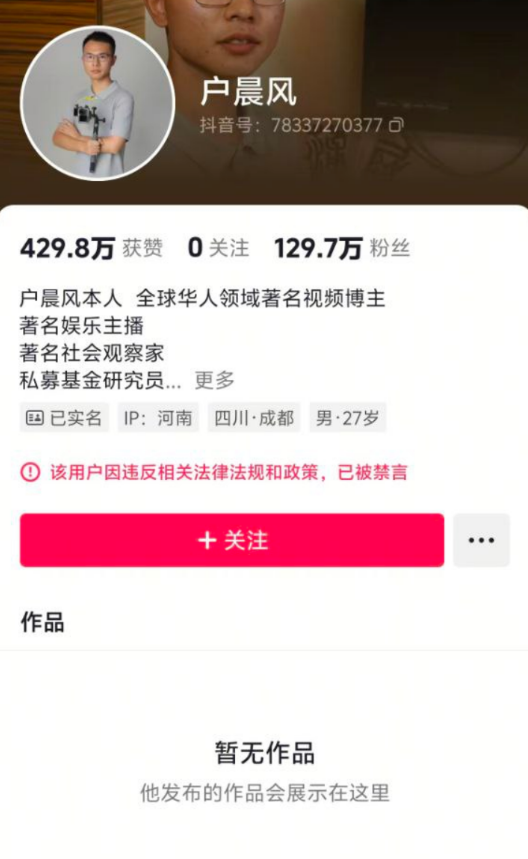 户晨风
抖音号：78337270377
429.8万 获赞 0 关注 129.7万 粉丝
户晨风本人 全球华人领域著名视频博主
著名娱乐主播
著名社会观察家
私募基金研究员... 更多
已实名 IP：河南 四川·成都 男·27岁
该用户因违反相关法律法规和政策，已被禁言
+ 关注 ...
作品
暂无作品
他发布的作品会展示在这里